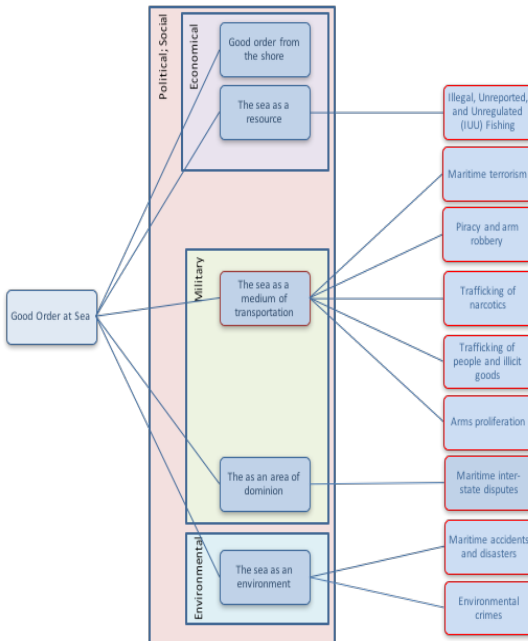 Political; Social
Economical
Good order from
the shore
The sea as a
resource
Illegal, Unreported,
and Unregulated
(IUU) Fishing
Maritime terrorism
Piracy and arm
robbery
Military
The sea as a
medium of
transportation
Trafficking of
narcotics
Good Order at Sea
Trafficking of
people and illicit
goods
Arms proliferation
The as an area of
dominion
Maritime inter-
state disputes
Environmental
The sea as an
environment
Maritime accidents
and disasters
Environmental
crimes